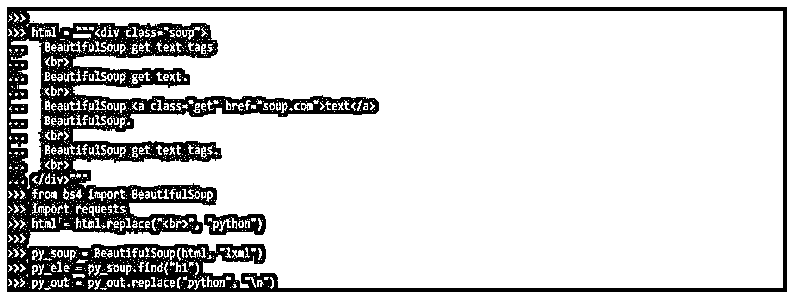 >>>
>>> html = """<div class="soup">
...   BeautifulSoup get text tags
...   <br>
...   BeautifulSoup get text.
...   <br>
...   BeautifulSoup <a class="get" href="soup.com">text</a>
...   BeautifulSoup.
...   <br>
...   BeautifulSoup get text tags.
...   <br>
... </div>"""
>>> from bs4 import BeautifulSoup
>>> import requests
>>> html = html.replace("<br>", "python")
>>>
>>> py_soup = BeautifulSoup(html, "lxml")
>>> py_ele = py_soup.find("h1")
>>> py_out = py_out.replace("python", "\n")